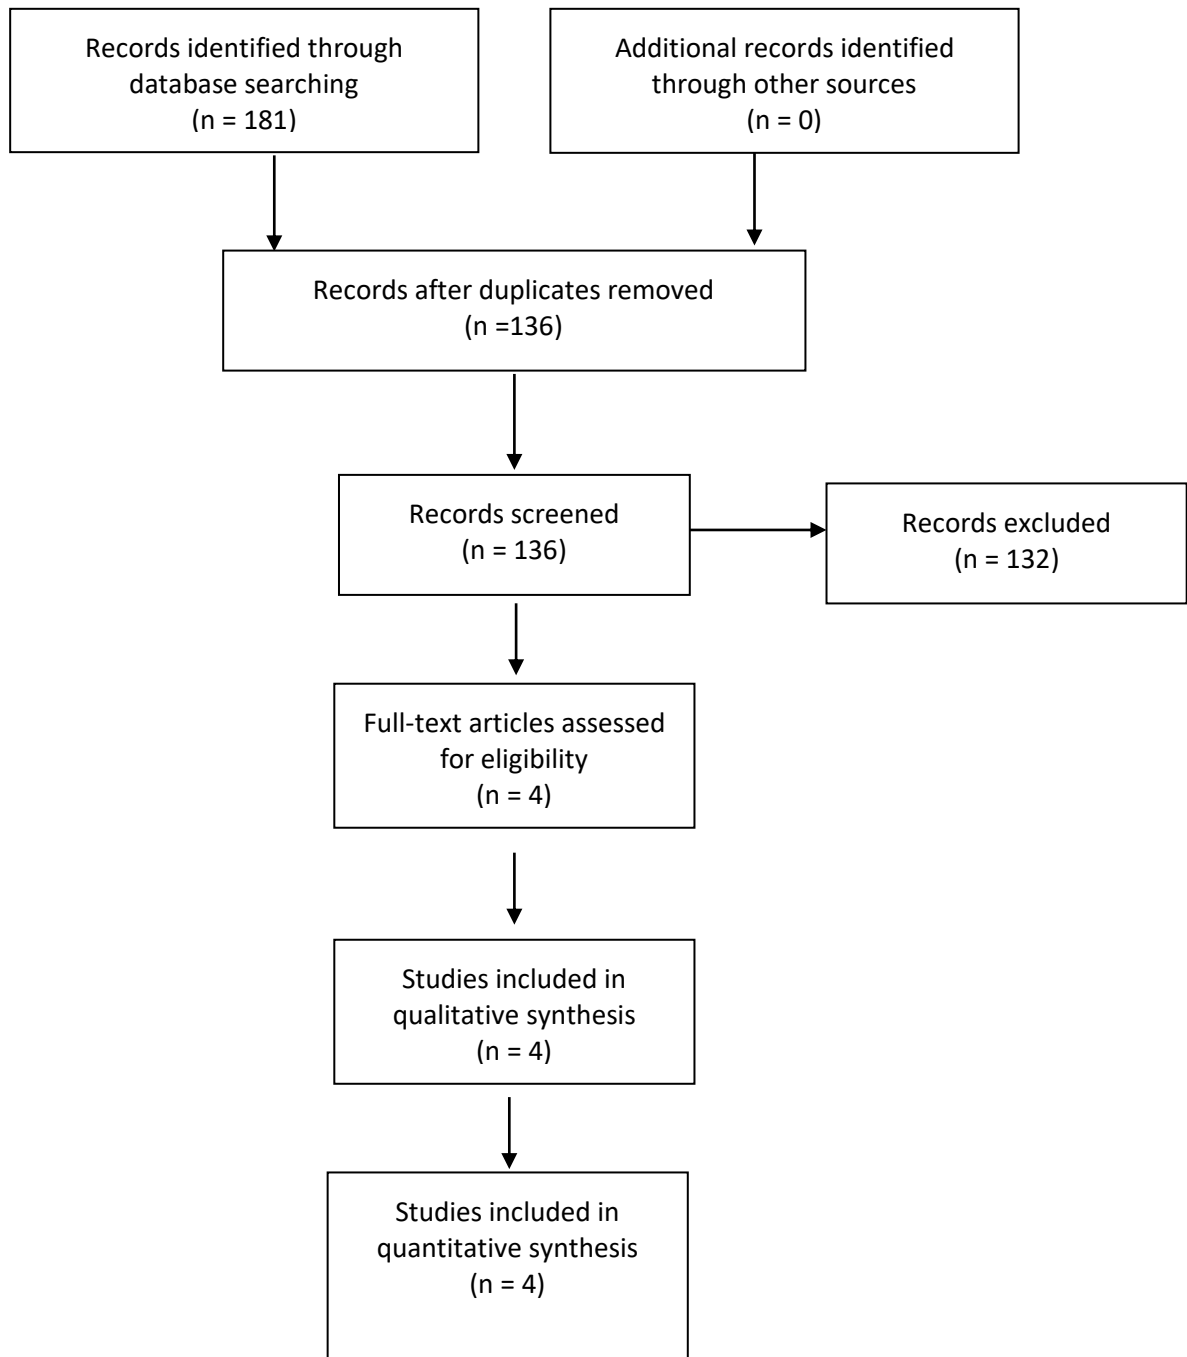 Records identified through
database searching
(n = 181)
Additional records identified
through other sources
(n = 0)
Records after duplicates removed
(n =136)
Records screened
(n = 136)
Records excluded
(n = 132)
Full-text articles assessed
for eligibility
(n = 4)
Studies included in
qualitative synthesis
(n = 4)
Studies included in
quantitative synthesis
(n = 4)